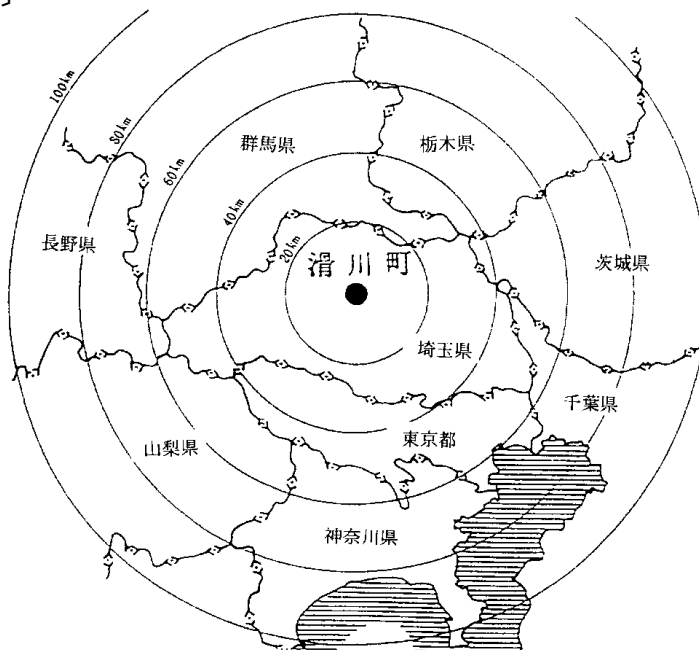 100km
80km
60km
40km
20km
群馬県
栃木県
長野県
滑川町
茨城県
埼玉県
千葉県
山梨県
東京都
神奈川県